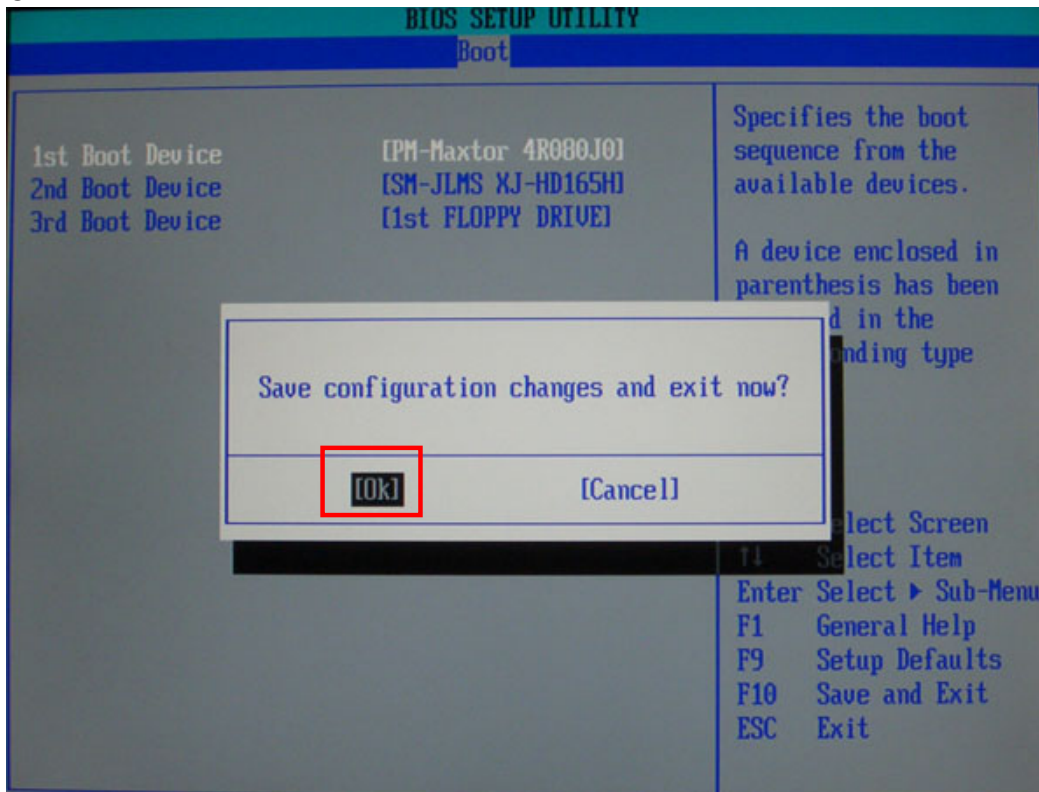 BIOS SETUP UTILITY
Boot
1st Boot Device [PM-Maxtor 4R080J0]
2nd Boot Device [SM-JLMS XJ-HD165H]
3rd Boot Device [1st FLOPPY DRIVE]
Specifies the boot
sequence from the
available devices.
A device enclosed in
parenthesis has been
in the
type
Save configuration changes and exit now?
[Ok] [Cancel]
Screen
↑↓ Select Item
Enter Select ▶ Sub-Menu
F1 General Help
F9 Setup Defaults
F10 Save and Exit
ESC Exit